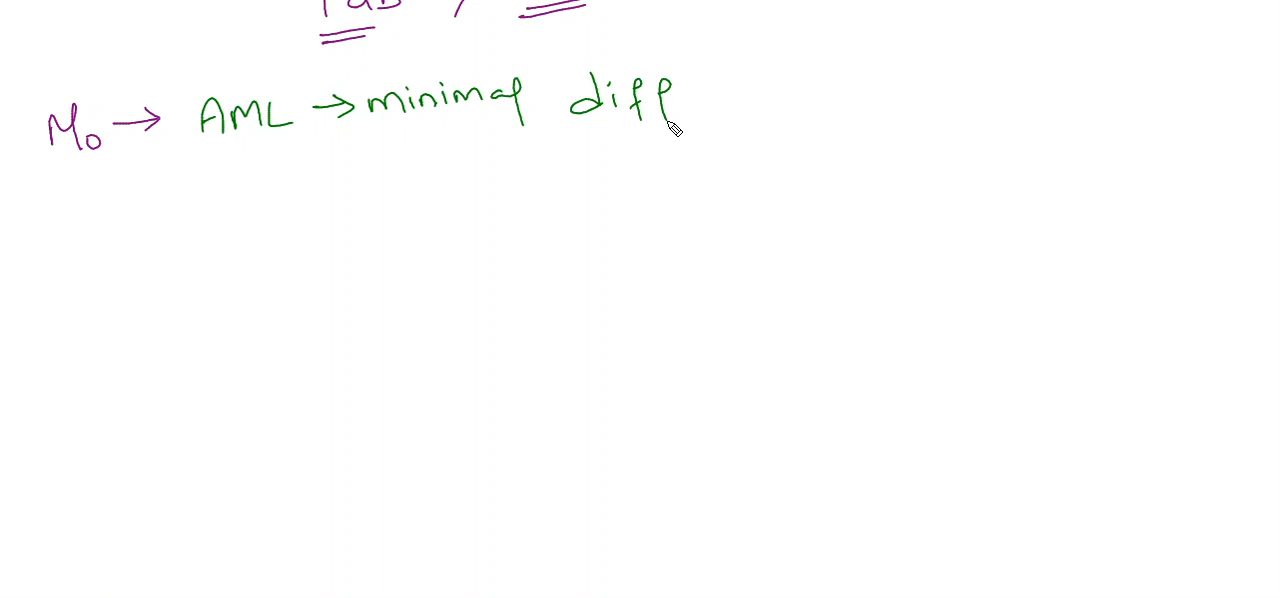 M0 → AML → minimal diff